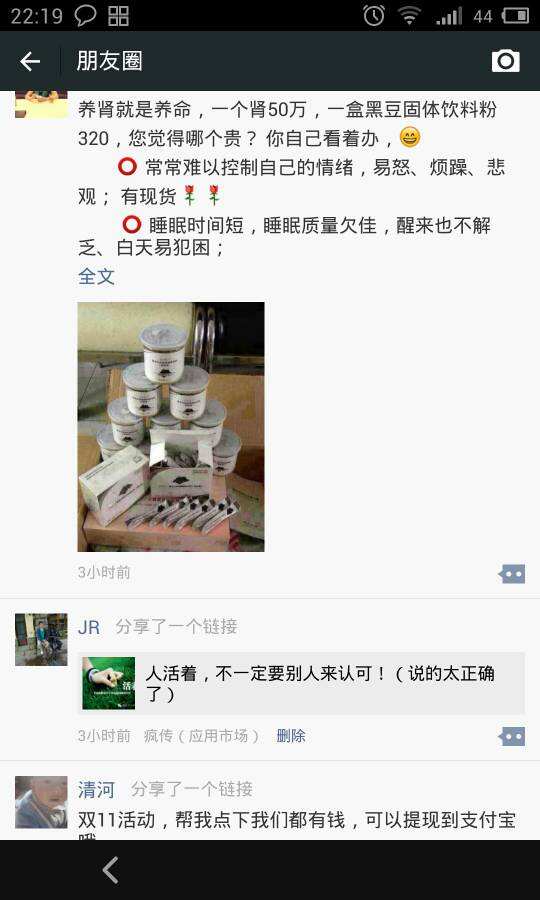 22:19
44
朋友圈
养肾就是养命，一个肾50万，一盒黑豆固体饮料粉
320，您觉得哪个贵？你自己看着办，😄
⭕ 常常难以控制自己的情绪，易怒、烦躁、悲
观； 有现货🌹🌹
⭕ 睡眠时间短，睡眠质量欠佳，醒来也不解
乏、白天易犯困；
全文
3小时前
JR 分享了一个链接
人活着，不一定要别人来认可！（说的太正确
了）
3小时前 疯传（应用市场） 删除
清河 分享了一个链接
双11活动，帮我点下我们都有钱，可以提现到支付宝